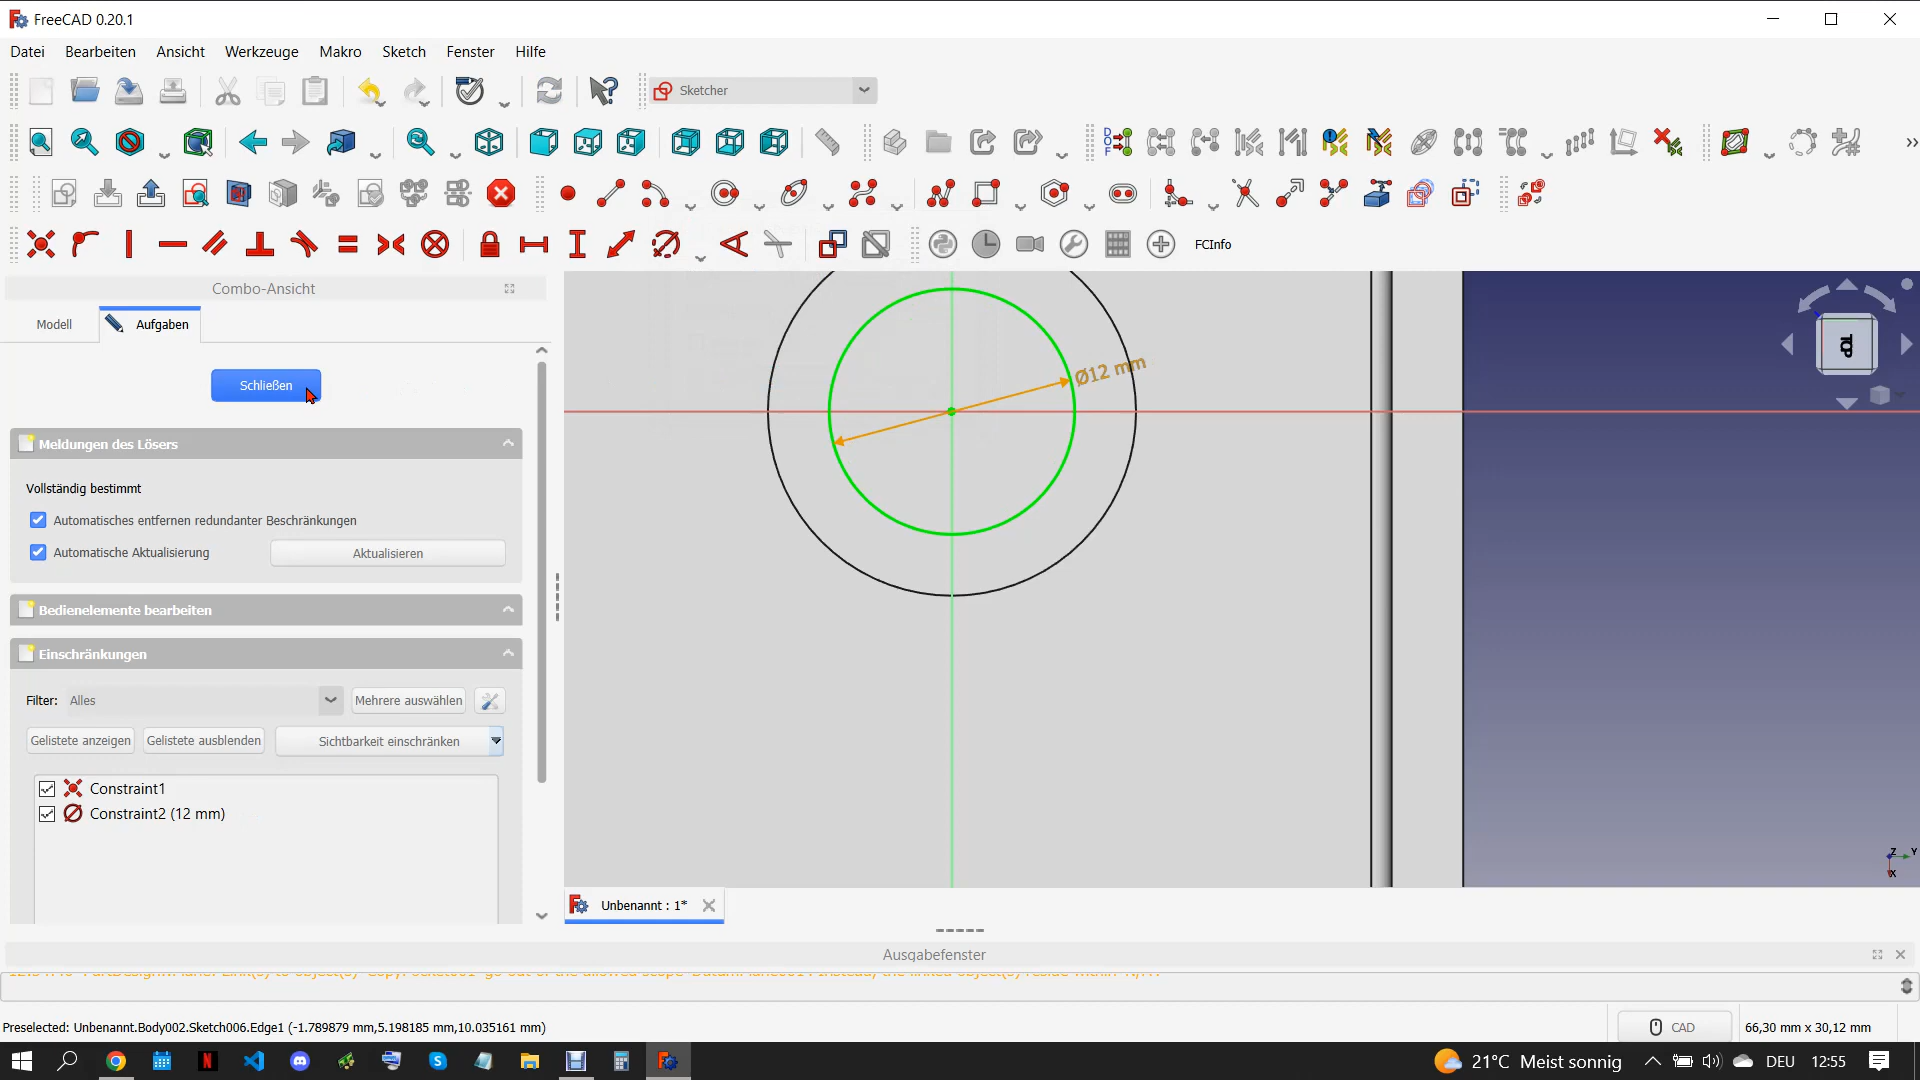 FreeCAD 0.20.1
Datei Bearbeiten Ansicht Werkzeuge Makro Sketch Fenster Hilfe
Sketcher
DOF
FCInfo
Combo-Ansicht
Modell Aufgaben
Schließen
Meldungen des Lösers
Vollständig bestimmt
Automatisches entfernen redundanter Beschränkungen
Automatische Aktualisierung Aktualisieren
Bedienelemente bearbeiten
Einschränkungen
Filter: Alles Mehrere auswählen
Gelistete anzeigen Gelistete ausblenden Sichtbarkeit einschränken
Constraint1
Constraint2 (12 mm)
Ø12 mm
TOP
Z Y
X
Unbenannt : 1*
Ausgabefenster
Preselected: Unbenannt.Body002.Sketch006.Edge1 (-1.789879 mm,5.198185 mm,10.035161 mm)
CAD 66,30 mm x 30,12 mm
21°C Meist sonnig DEU 12:55